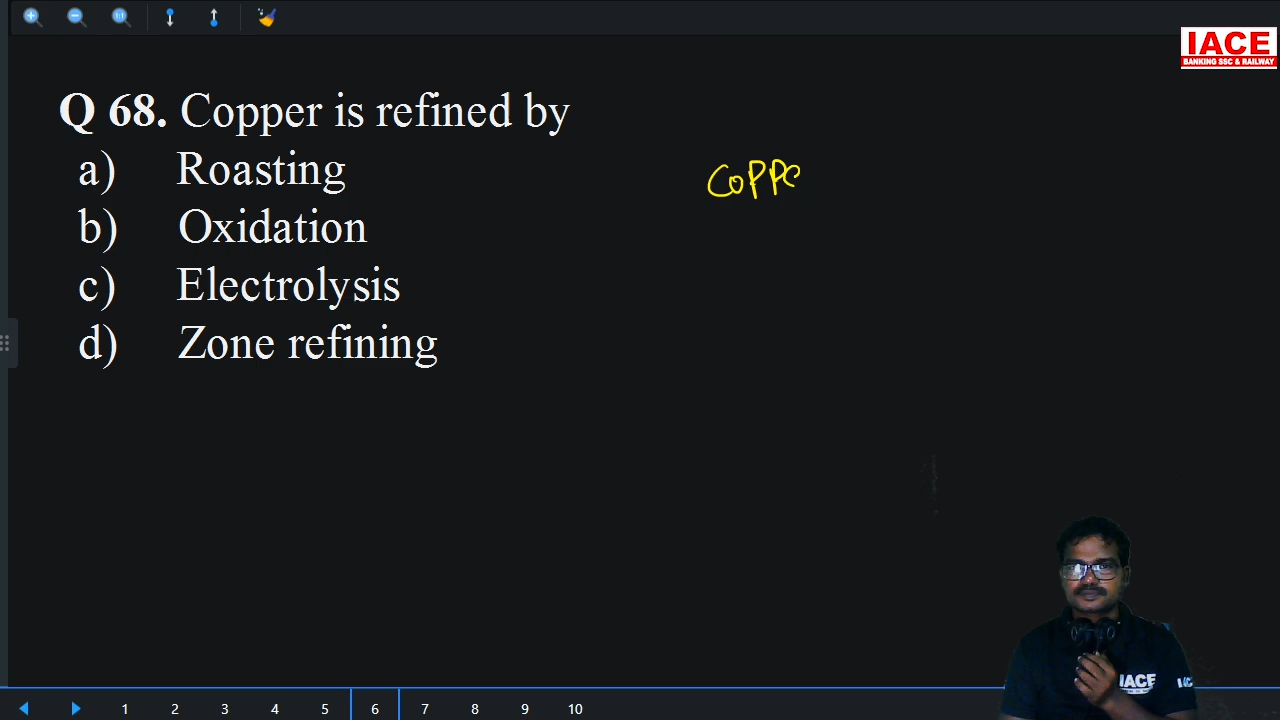 IACE
BANKING SSC & RAILWAY
Q 68. Copper is refined by
a) Roasting
b) Oxidation
c) Electrolysis
d) Zone refining
COPPE
IACE
1 2 3 4 5 6 7 8 9 10